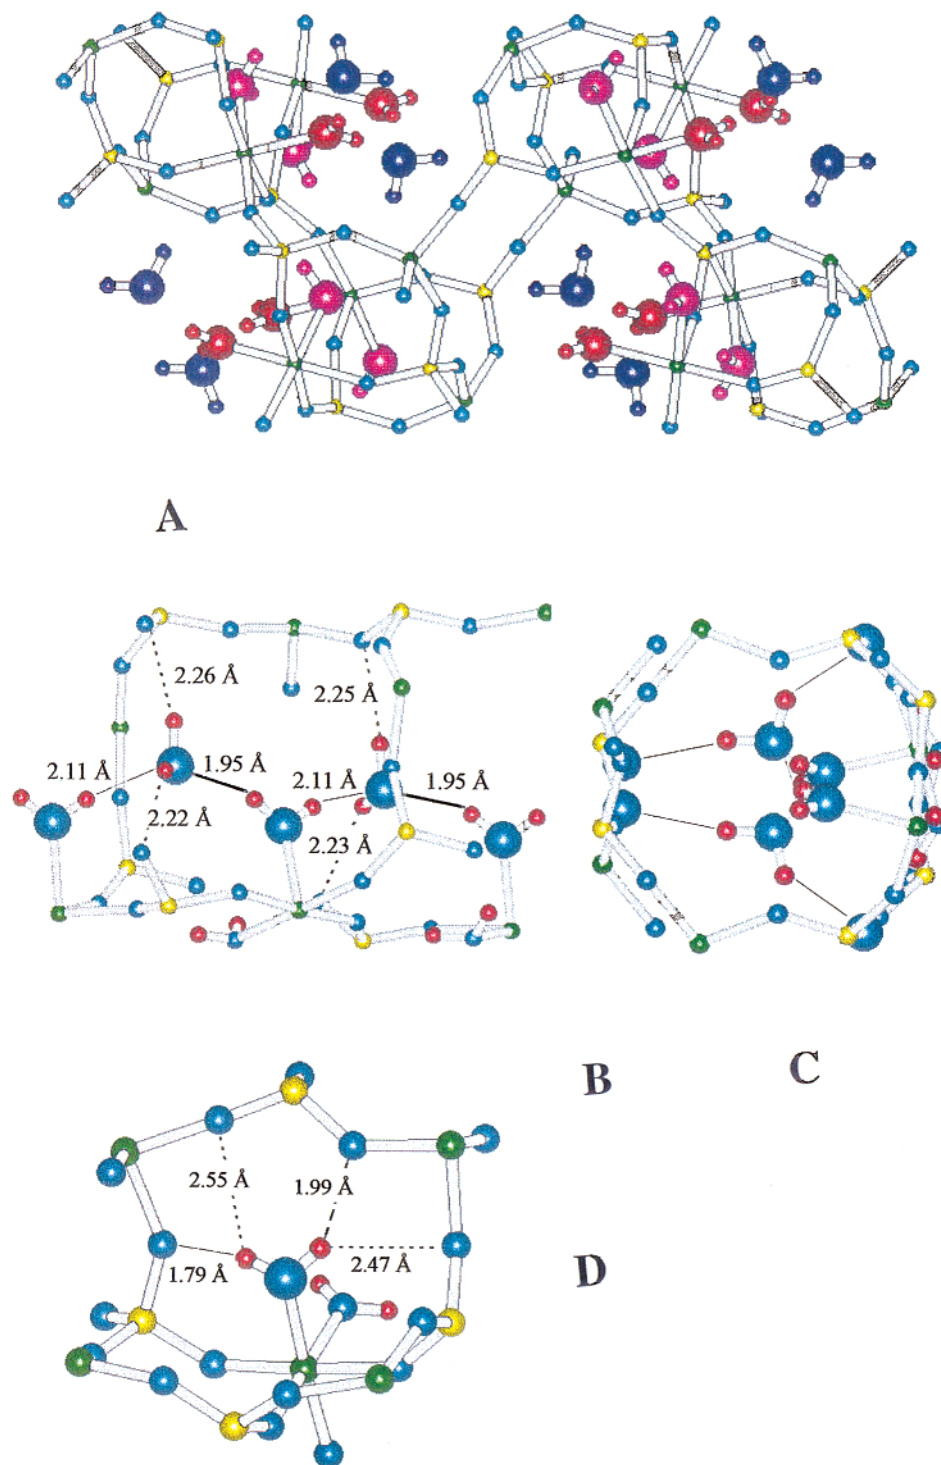 A
2.26 Å
2.25 Å
2.11 Å
1.95 Å
2.11 Å
1.95 Å
2.22 Å
2.23 Å
B
C
2.55 Å
1.99 Å
1.79 Å
2.47 Å
D